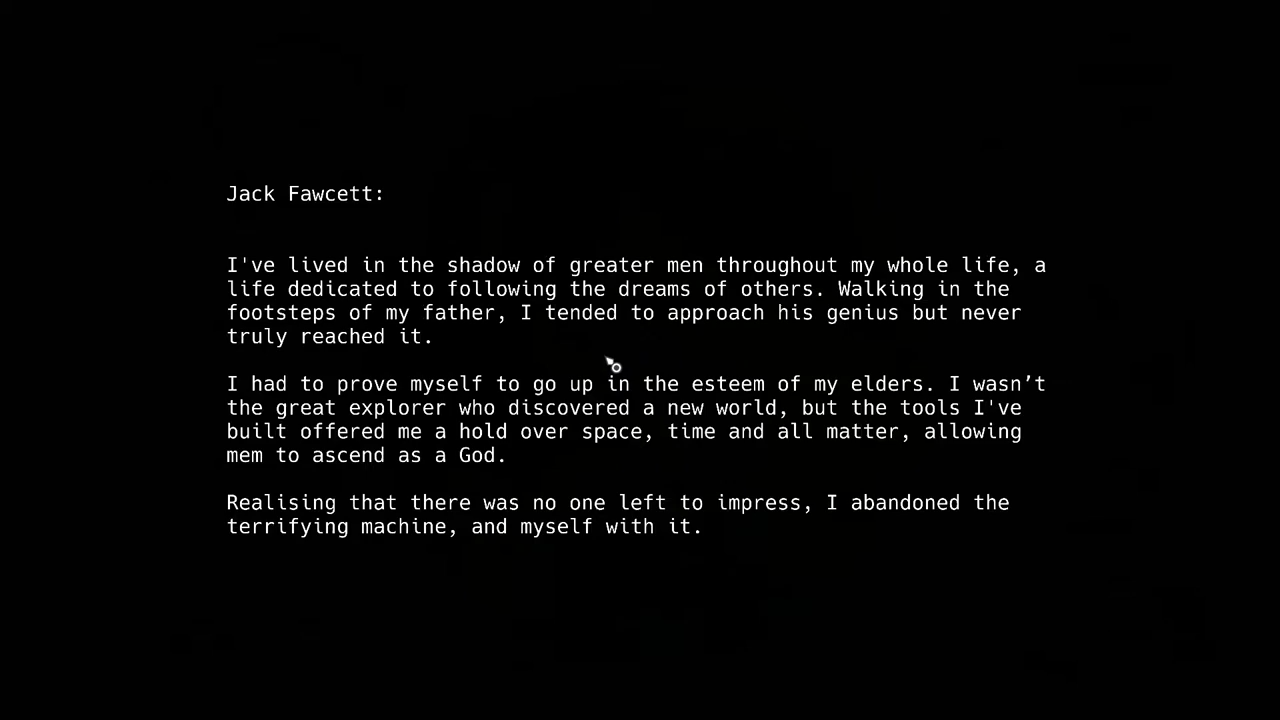 Jack Fawcett:
I've lived in the shadow of greater men throughout my whole life, a
life dedicated to following the dreams of others. Walking in the
footsteps of my father, I tended to approach his genius but never
truly reached it.
I had to prove myself to go up in the esteem of my elders. I wasn’t
the great explorer who discovered a new world, but the tools I've
built offered me a hold over space, time and all matter, allowing
mem to ascend as a God.
Realising that there was no one left to impress, I abandoned the
terrifying machine, and myself with it.